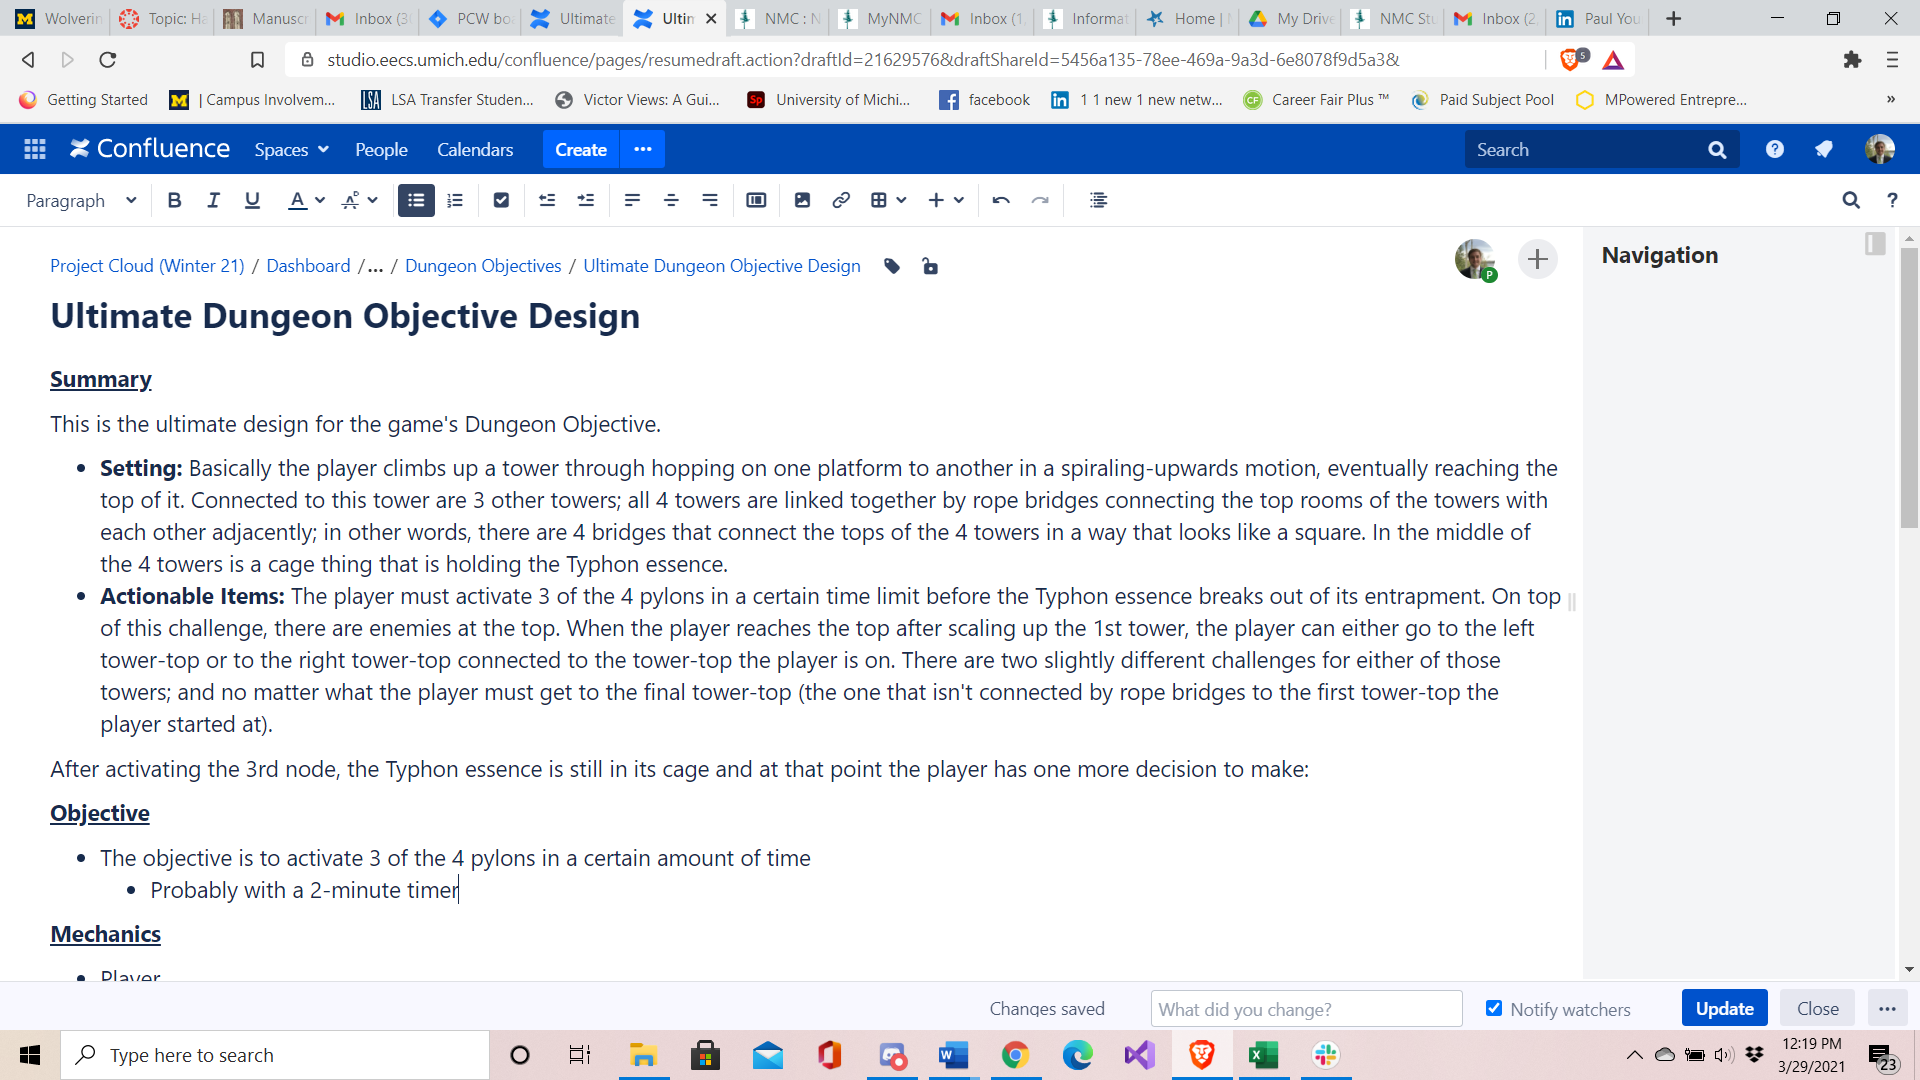 Wolverin
Topic: Ha
Manuscr
Inbox (3
PCW bo
Ultimate
Ultim
NMC : N
MyNMC
Inbox (1,
Informat
Home |
My Drive
NMC Stu
Inbox (2,
Paul You
studio.eecs.umich.edu/confluence/pages/resumedraft.action?draftId=21629576&draftShareId=5456a135-78ee-469a-9a3d-6e8078f9d5a3&
5
Getting Started
| Campus Involvem...
LSA Transfer Studen...
Victor Views: A Gui...
University of Michi...
facebook
1 1 new 1 new netw...
Career Fair Plus ™
Paid Subject Pool
MPowered Entrepre...
»
Confluence
Spaces
People
Calendars
Create
Search
Paragraph
B I U A
Project Cloud (Winter 21) / Dashboard /... / Dungeon Objectives / Ultimate Dungeon Objective Design
P
Navigation
Ultimate Dungeon Objective Design
Summary
This is the ultimate design for the game's Dungeon Objective.
• Setting: Basically the player climbs up a tower through hopping on one platform to another in a spiraling-upwards motion, eventually reaching the
top of it. Connected to this tower are 3 other towers; all 4 towers are linked together by rope bridges connecting the top rooms of the towers with
each other adjacently; in other words, there are 4 bridges that connect the tops of the 4 towers in a way that looks like a square. In the middle of
the 4 towers is a cage thing that is holding the Typhon essence.
• Actionable Items: The player must activate 3 of the 4 pylons in a certain time limit before the Typhon essence breaks out of its entrapment. On top
of this challenge, there are enemies at the top. When the player reaches the top after scaling up the 1st tower, the player can either go to the left
tower-top or to the right tower-top connected to the tower-top the player is on. There are two slightly different challenges for either of those
towers; and no matter what the player must get to the final tower-top (the one that isn't connected by rope bridges to the first tower-top the
player started at).
After activating the 3rd node, the Typhon essence is still in its cage and at that point the player has one more decision to make:
Objective
• The objective is to activate 3 of the 4 pylons in a certain amount of time
• Probably with a 2-minute timer
Mechanics
• Player
Changes saved
What did you change?
Notify watchers
Update
Close
Type here to search
12:19 PM
3/29/2021
23